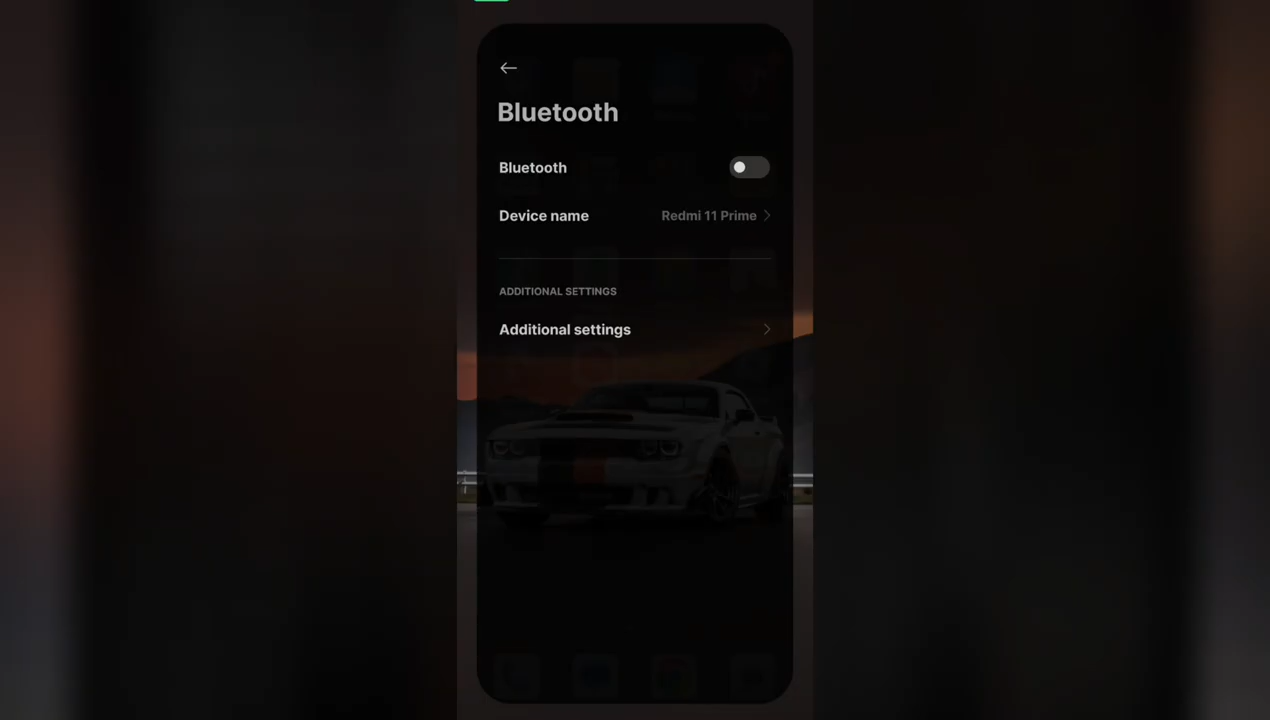 Bluetooth
Bluetooth
Device name Redmi 11 Prime
ADDITIONAL SETTINGS
Additional settings